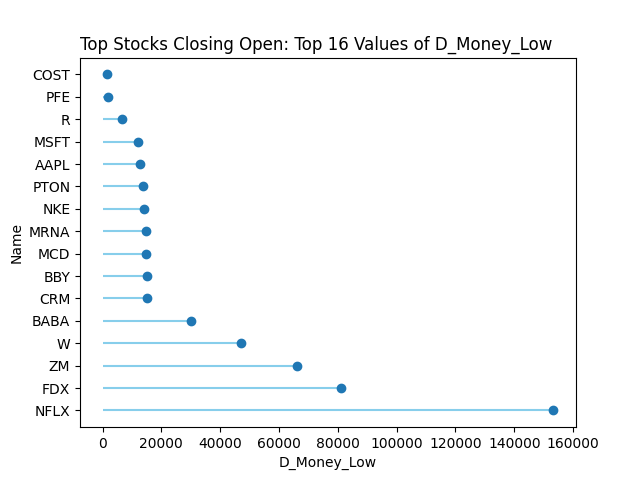 Top Stocks Closing Open: Top 16 Values of D_Money_Low
COST
PFE
R
MSFT
AAPL
PTON
NKE
MRNA
MCD
BBY
CRM
BABA
W
ZM
FDX
NFLX
Name
0 20000 40000 60000 80000 100000 120000 140000 160000
D_Money_Low